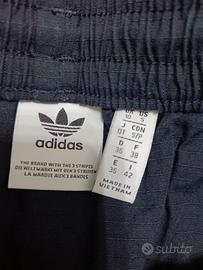 adidas
THE BRAND WITH THE 3 STRIPES
DIE WELTMARKE MIT DEN 3 STREIFEN
LA MARQUE AUX 3 BANDES
UK US
10 S
J CDN
OT S/P
D F
36 38
E I
36 42
MADE IN
VIETNAM
subito